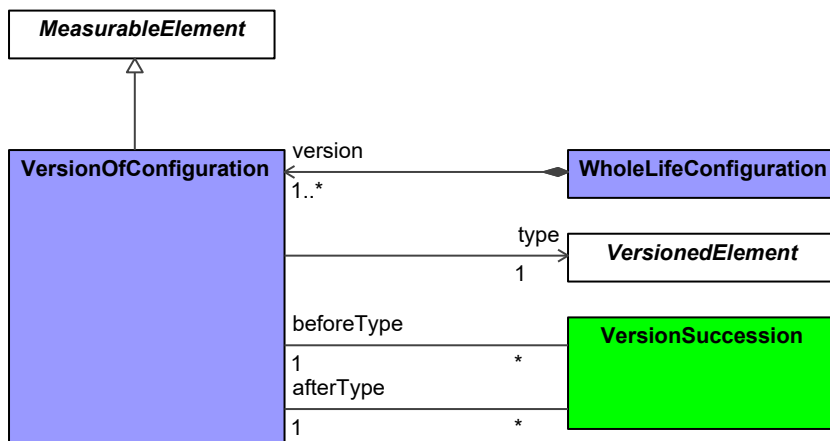 MeasurableElement
VersionOfConfiguration
version
1..*
WholeLifeConfiguration
type
1
VersionedElement
beforeType
1
*
VersionSuccession
afterType
1
*